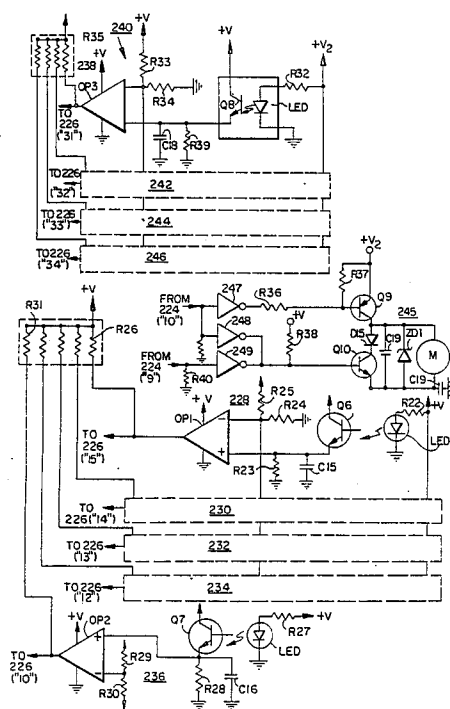 R35
240
+V
+V
+V2
238
+V
R33
R32
OP3
R34
Q8
LED
TO 226 ("31")
C18
R39
TO 226 ("32")
242
TO 226 ("33")
244
TO 226 ("34")
246
+V2
R31
+V
R26
FROM 224 ("10")
247
R36
R37
Q9
245
248
+V
D15
C19
ZD1
M
FROM 224 ("9")
249
R38
Q10
R40
C19
+V
228
R25
R24
Q6
R22
OP1
+V
LED
TO 226 ("15")
R23
C15
TO 226 ("14")
230
TO 226 ("13")
232
TO 226 ("12")
234
+V
OP2
Q7
R27
+V
LED
TO 226 ("10")
R29
R30
236
R28
C16